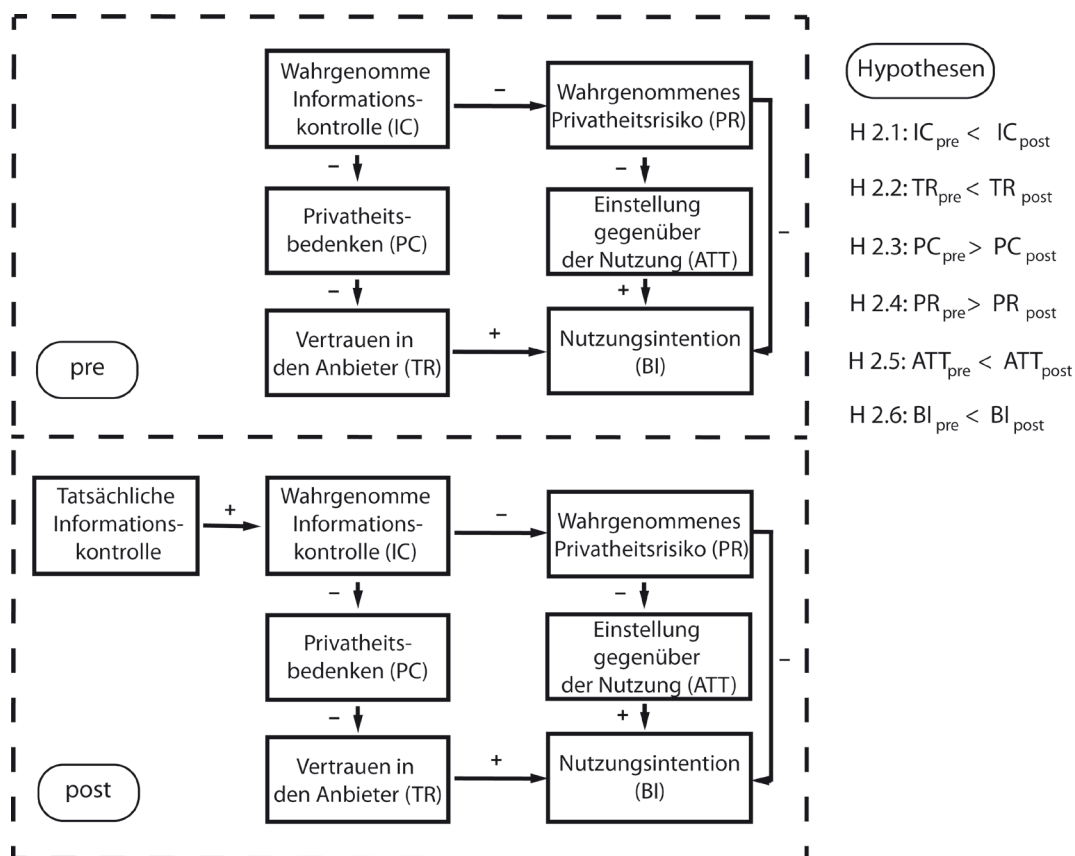 Wahrgenomme
Informations-
kontrolle (IC)
–
Wahrgenommenes
Privatheitsrisiko (PR)
–
–
Privatheits-
bedenken (PC)
Einstellung
gegenüber
der Nutzung (ATT)
–
–
+
Vertrauen in
den Anbieter (TR)
+
Nutzungsintention
(BI)
pre
Tatsächliche
Informations-
kontrolle
+
Wahrgenomme
Informations-
kontrolle (IC)
–
Wahrgenommenes
Privatheitsrisiko (PR)
–
–
Privatheits-
bedenken (PC)
Einstellung
gegenüber
der Nutzung (ATT)
–
–
+
Vertrauen in
den Anbieter (TR)
+
Nutzungsintention
(BI)
post
Hypothesen
H 2.1: IC pre < IC post
H 2.2: TR pre < TR post
H 2.3: PC pre > PC post
H 2.4: PR pre > PR post
H 2.5: ATT pre < ATT post
H 2.6: BI pre < BI post